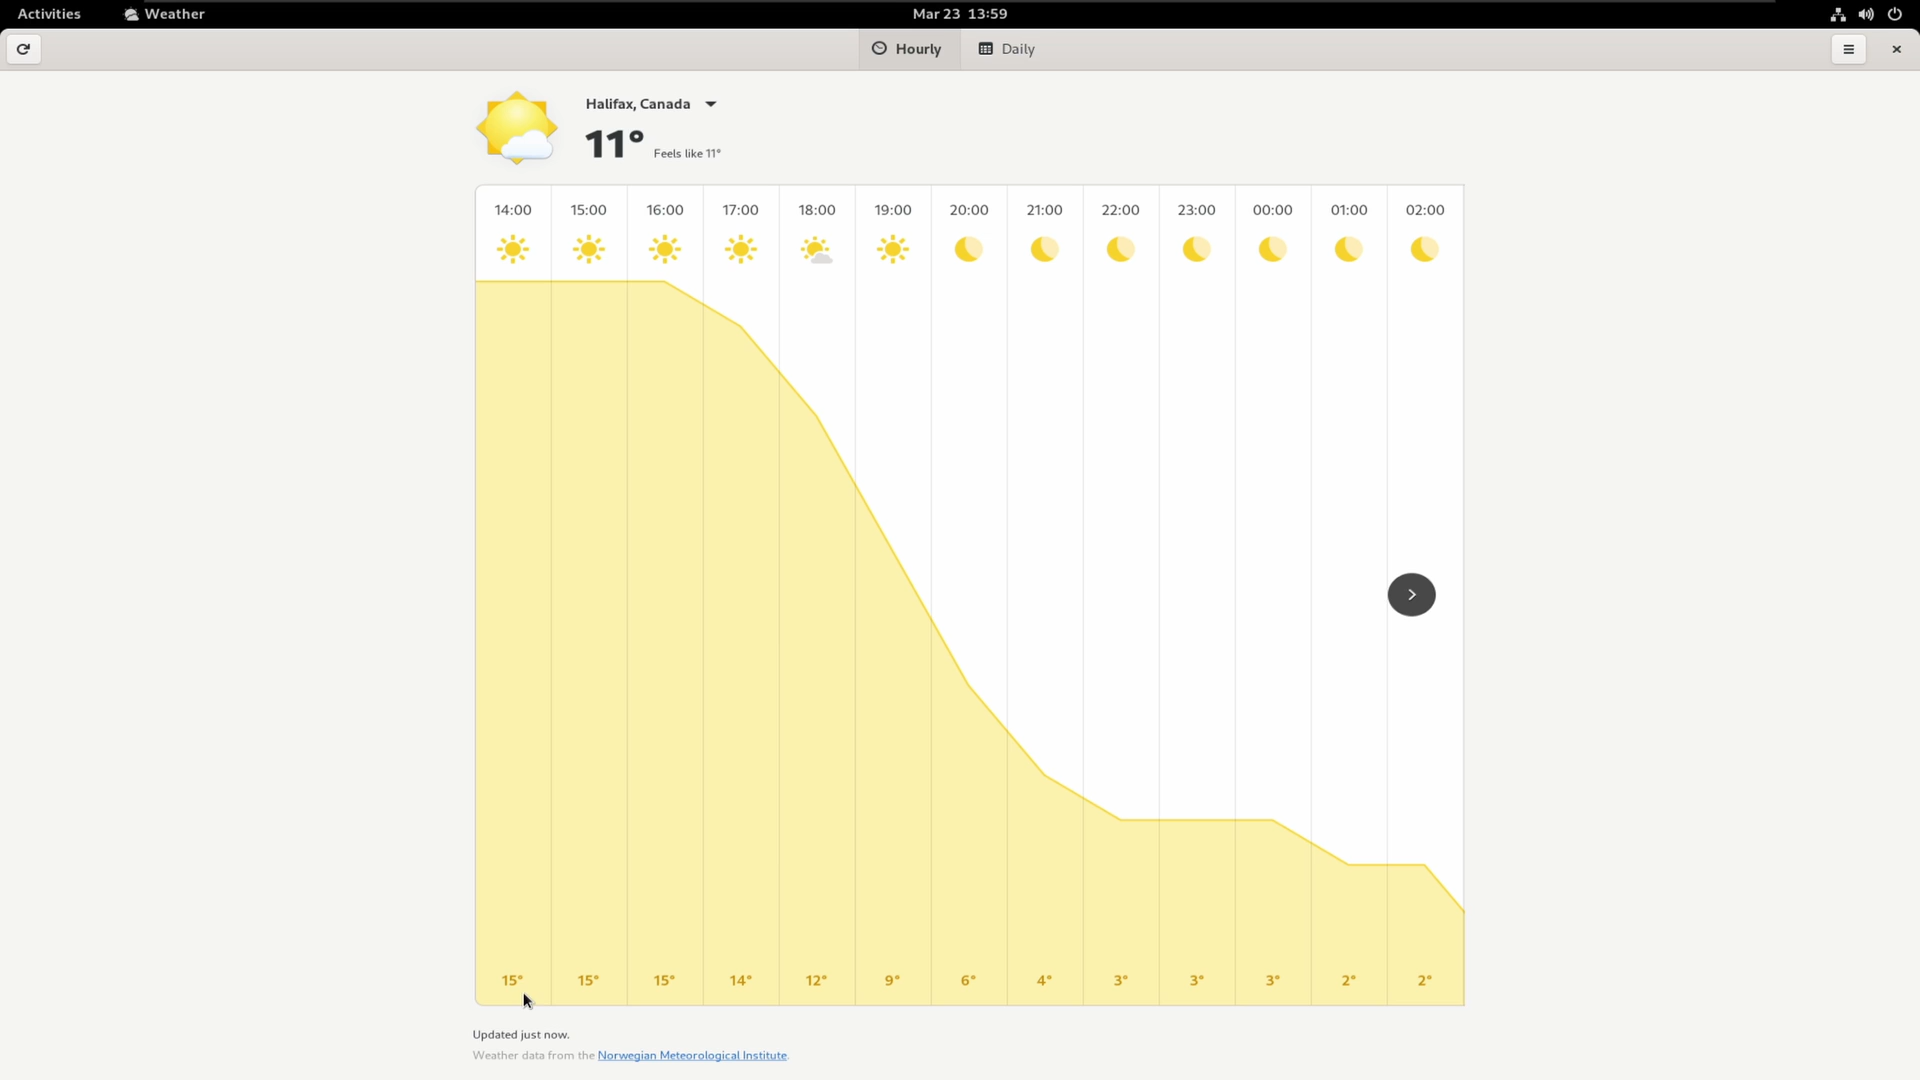 Activities Weather Mar 23 13:59
Hourly Daily
Halifax, Canada
11° Feels like 11°
14:00 15:00 16:00 17:00 18:00 19:00 20:00 21:00 22:00 23:00 00:00 01:00 02:00
15° 15° 15° 14° 12° 9° 6° 4° 3° 3° 3° 2° 2°
Updated just now.
Weather data from the Norwegian Meteorological Institute.